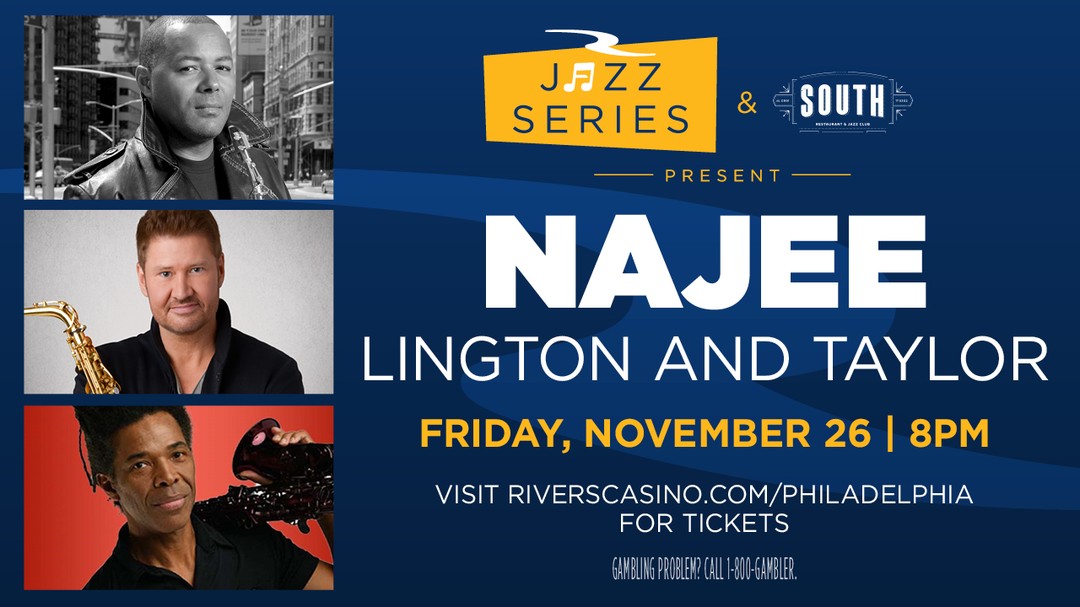 JAZZ
SERIES
&
SOUTH
RESTAURANT & JAZZ CLUB
PRESENT
NAJEE
LINGTON AND TAYLOR
FRIDAY, NOVEMBER 26 | 8PM
VISIT RIVERSCASINO.COM/PHILADELPHIA
FOR TICKETS
GAMBLING PROBLEM? CALL 1-800-GAMBLER.